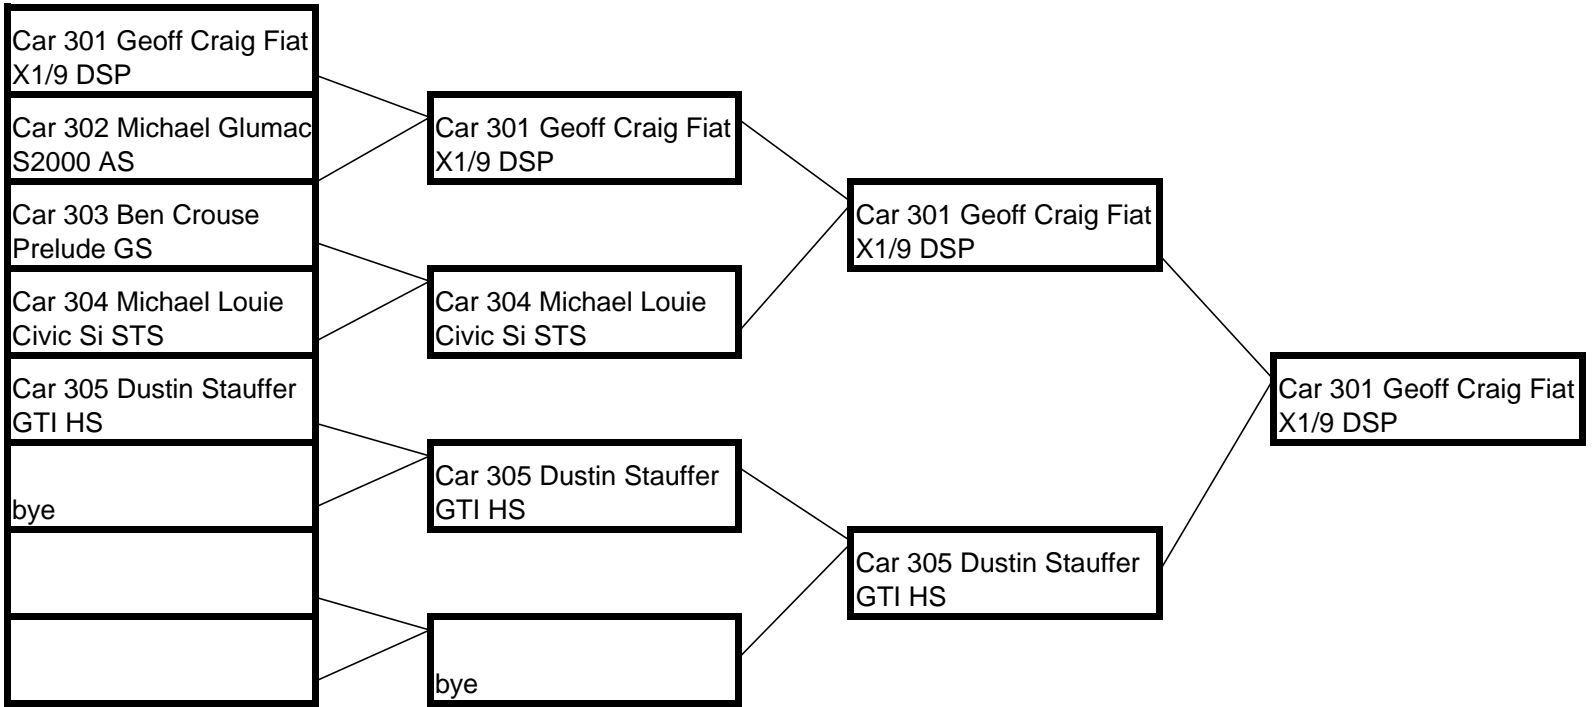 Car 301 Geoff Craig Fiat
X1/9 DSP
Car 302 Michael Glumac
S2000 AS
Car 303 Ben Crouse
Prelude GS
Car 304 Michael Louie
Civic Si STS
Car 305 Dustin Stauffer
GTI HS
bye
Car 301 Geoff Craig Fiat
X1/9 DSP
Car 304 Michael Louie
Civic Si STS
Car 305 Dustin Stauffer
GTI HS
bye
Car 301 Geoff Craig Fiat
X1/9 DSP
Car 305 Dustin Stauffer
GTI HS
Car 301 Geoff Craig Fiat
X1/9 DSP